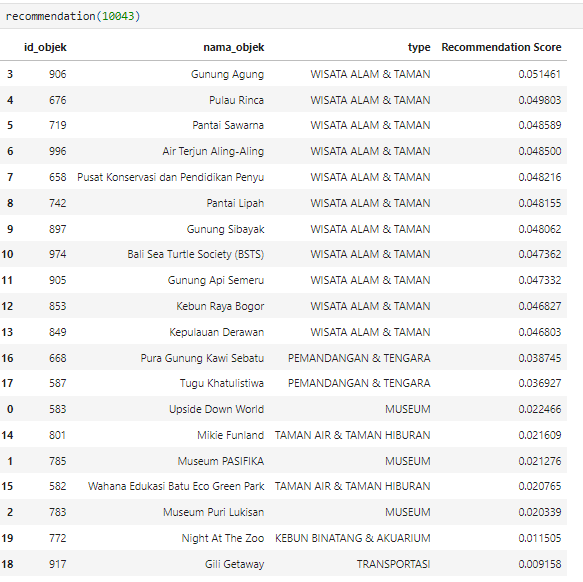 recommendation(10043)
id_objek nama_objek type Recommendation Score
3 906 Gunung Agung WISATA ALAM & TAMAN 0.051461
4 676 Pulau Rinca WISATA ALAM & TAMAN 0.049803
5 719 Pantai Sawarna WISATA ALAM & TAMAN 0.048589
6 996 Air Terjun Aling-Aling WISATA ALAM & TAMAN 0.048500
7 658 Pusat Konservasi dan Pendidikan Penyu WISATA ALAM & TAMAN 0.048216
8 742 Pantai Lipah WISATA ALAM & TAMAN 0.048155
9 897 Gunung Sibayak WISATA ALAM & TAMAN 0.048062
10 974 Bali Sea Turtle Society (BSTS) WISATA ALAM & TAMAN 0.047362
11 905 Gunung Api Semeru WISATA ALAM & TAMAN 0.047332
12 853 Kebun Raya Bogor WISATA ALAM & TAMAN 0.046827
13 849 Kepulauan Derawan WISATA ALAM & TAMAN 0.046803
16 668 Pura Gunung Kawi Sebatu PEMANDANGAN & TENGARA 0.038745
17 587 Tugu Khatulistiwa PEMANDANGAN & TENGARA 0.036927
0 583 Upside Down World MUSEUM 0.022466
14 801 Mikie Funland TAMAN AIR & TAMAN HIBURAN 0.021609
1 785 Museum PASIFIKA MUSEUM 0.021276
15 582 Wahana Edukasi Batu Eco Green Park TAMAN AIR & TAMAN HIBURAN 0.020765
2 783 Museum Puri Lukisan MUSEUM 0.020339
19 772 Night At The Zoo KEBUN BINATANG & AKUARIUM 0.011505
18 917 Gili Getaway TRANSPORTASI 0.009158